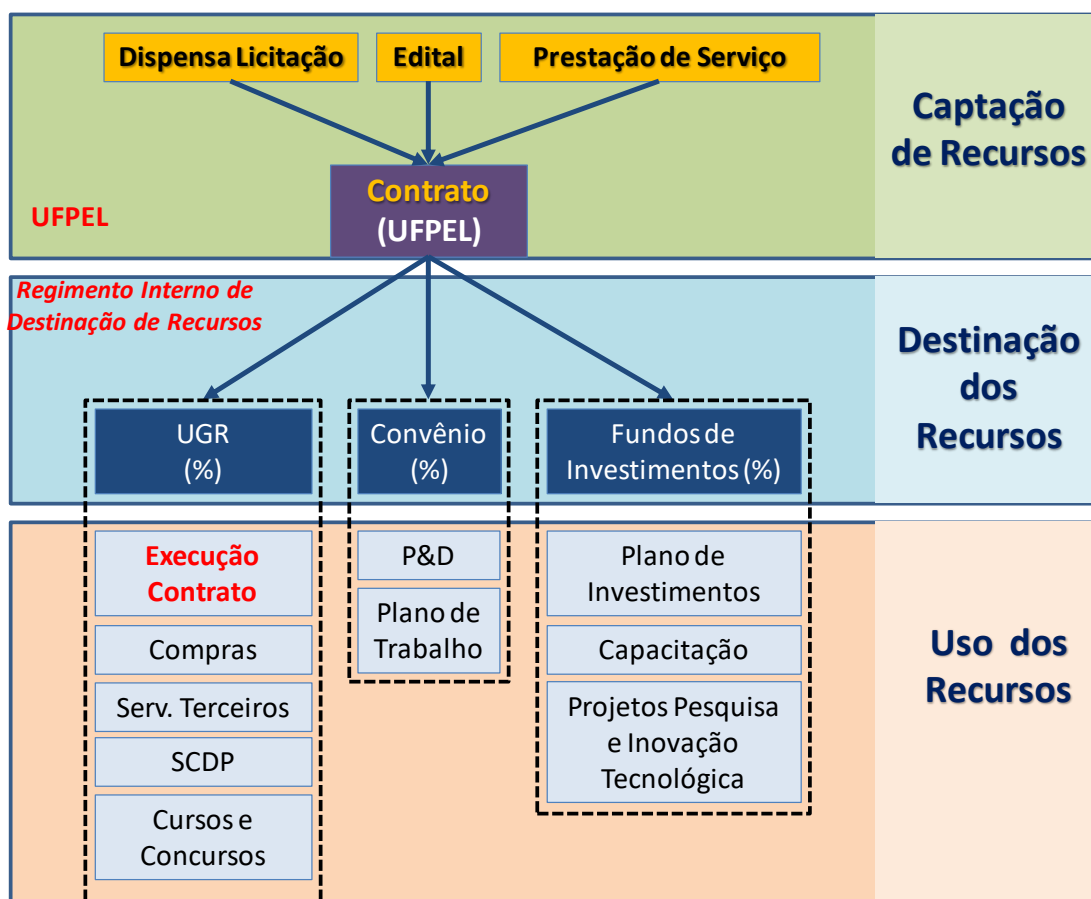 Dispensa Licitação
Edital
Prestação de Serviço
Captação
de Recursos
Contrato
(UFPEL)
UFPEL
Regimento Interno de
Destinação de Recursos
Destinação
dos
Recursos
UGR
(%)
Convênio
(%)
Fundos de
Investimentos (%)
Execução
Contrato
Compras
Serv. Terceiros
SCDP
Cursos e
Concursos
P&D
Plano de
Trabalho
Plano de
Investimentos
Capacitação
Projetos Pesquisa
e Inovação
Tecnológica
Uso dos
Recursos